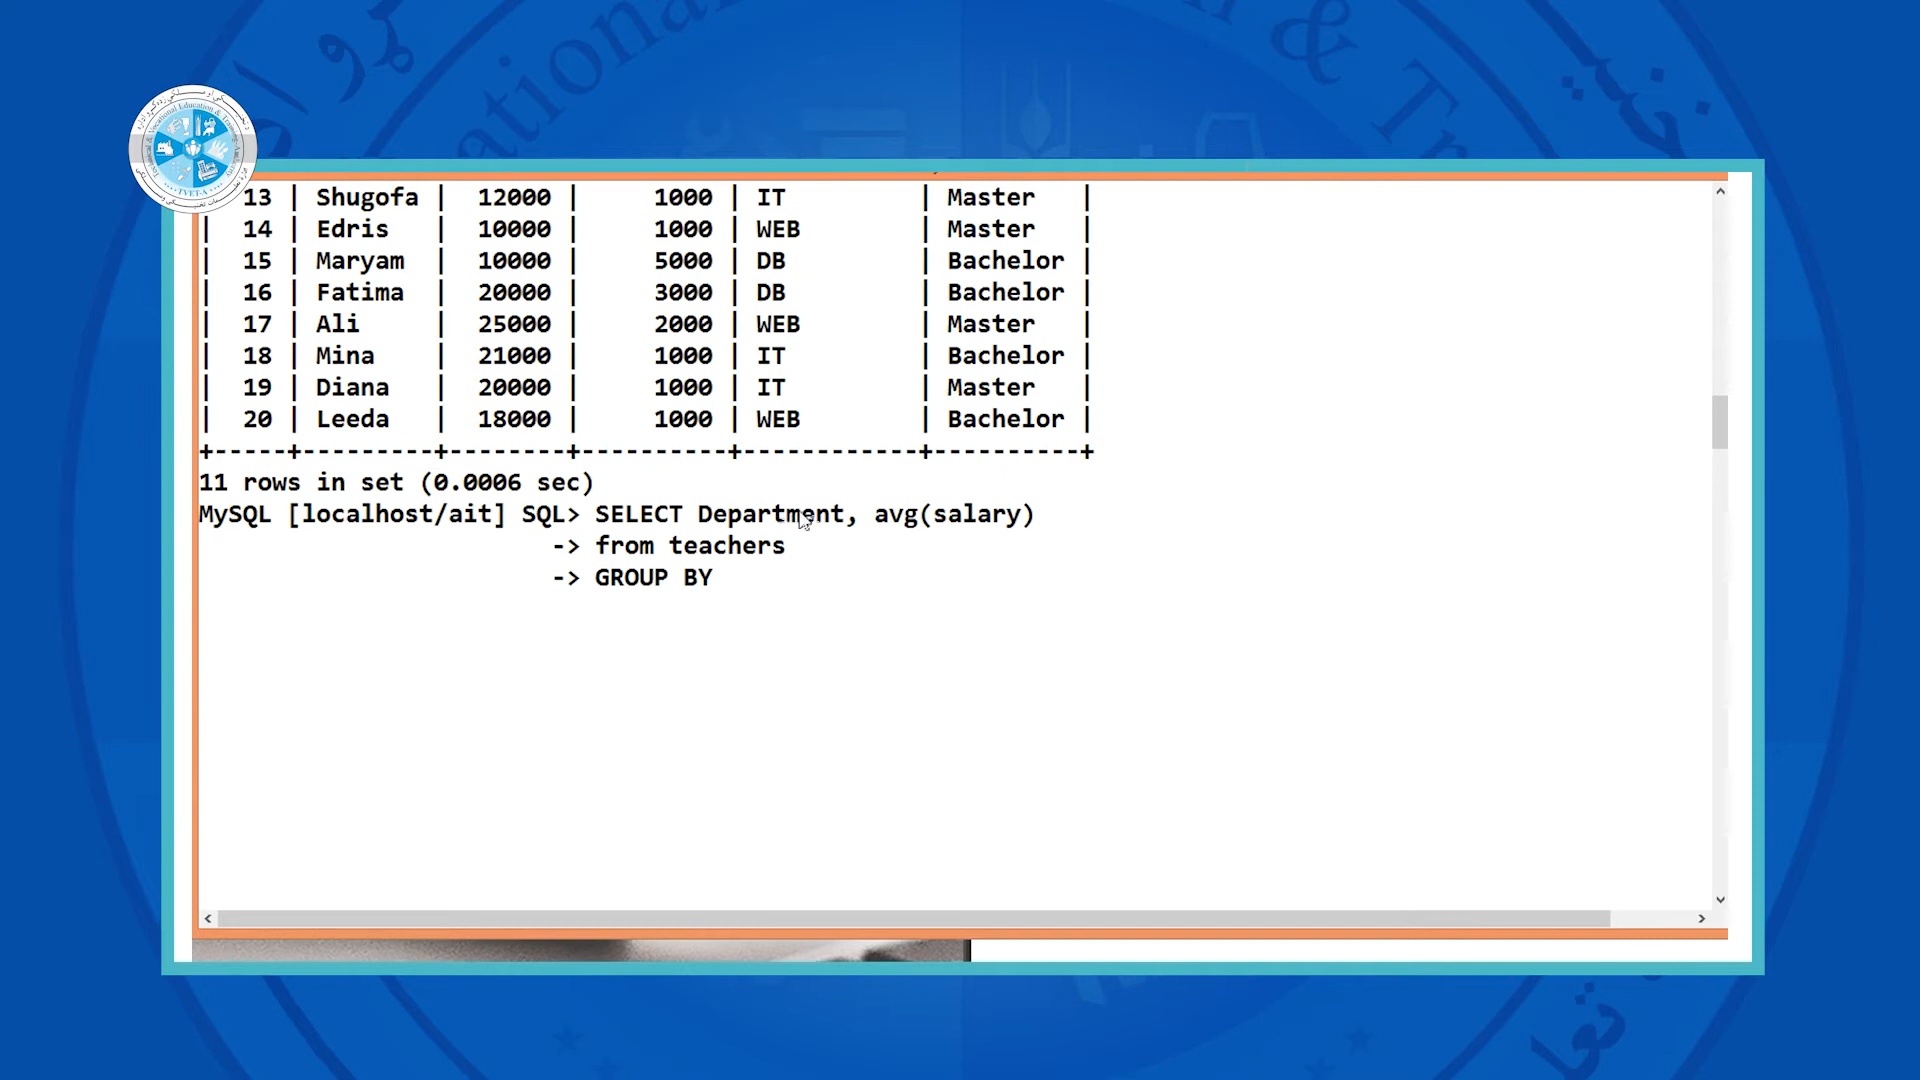 ational
n & Tr
| 13 | Shugofa | 12000 | 1000 | IT | Master |
| 14 | Edris | 10000 | 1000 | WEB | Master |
| 15 | Maryam | 10000 | 5000 | DB | Bachelor |
| 16 | Fatima | 20000 | 3000 | DB | Bachelor |
| 17 | Ali | 25000 | 2000 | WEB | Master |
| 18 | Mina | 21000 | 1000 | IT | Bachelor |
| 19 | Diana | 20000 | 1000 | IT | Master |
| 20 | Leeda | 18000 | 1000 | WEB | Bachelor |
+-----+---------+--------+----------+------------+----------+
11 rows in set (0.0006 sec)
MySQL [localhost/ait] SQL> SELECT Department, avg(salary)
-> from teachers
-> GROUP BY